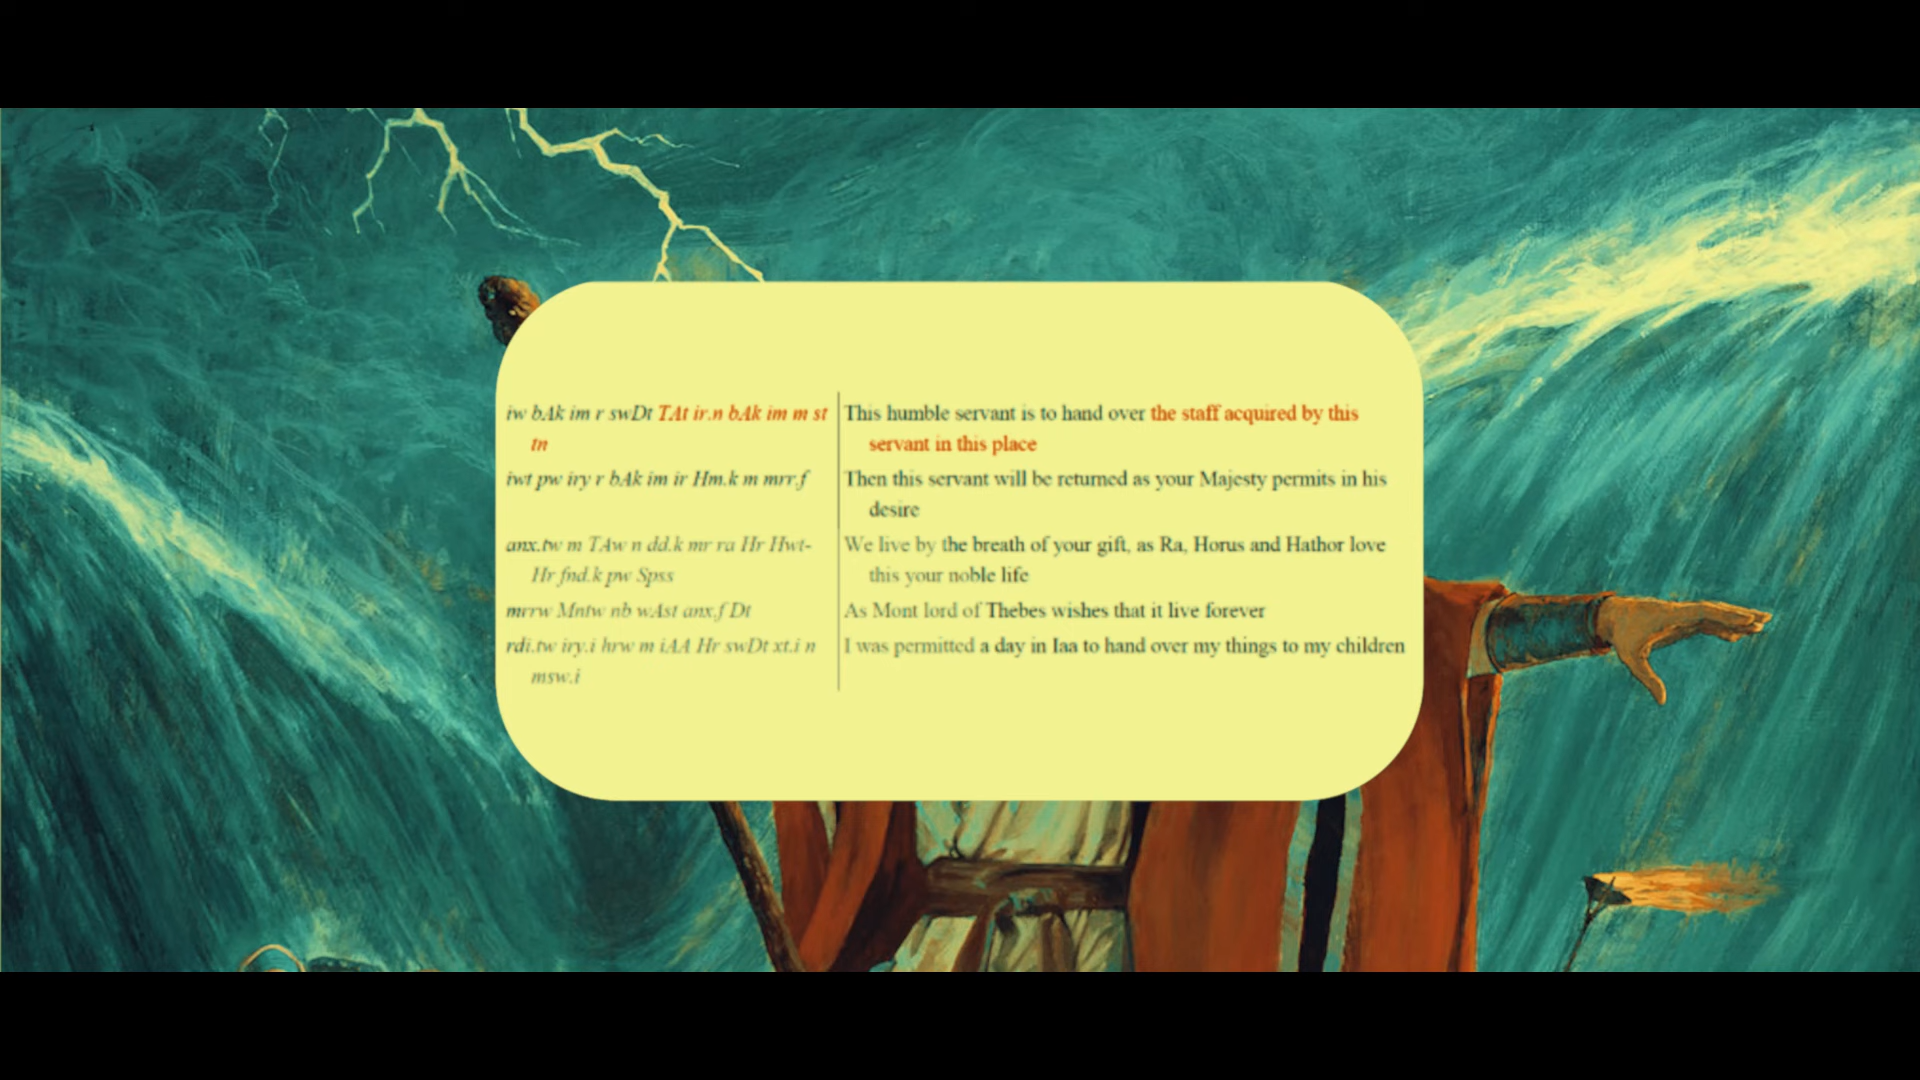 iw bAk im r swDt TAt ir.n bAk im m st
tn
This humble servant is to hand over the staff acquired by this
servant in this place
iwt pw iry r bAk im ir Hm.k m mrr.f
Then this servant will be returned as your Majesty permits in his
desire
anx.tw m TAw n dd.k mr ra Hr Hwt-
Hr fnd.k pw Spss
We live by the breath of your gift, as Ra, Horus and Hathor love
this your noble life
mrrw Mntw nb wAst anx.f Dt
As Mont lord of Thebes wishes that it live forever
rdi.tw iry.i hrw m iAA Hr swDt xt.i n
msw.i
I was permitted a day in Iaa to hand over my things to my children